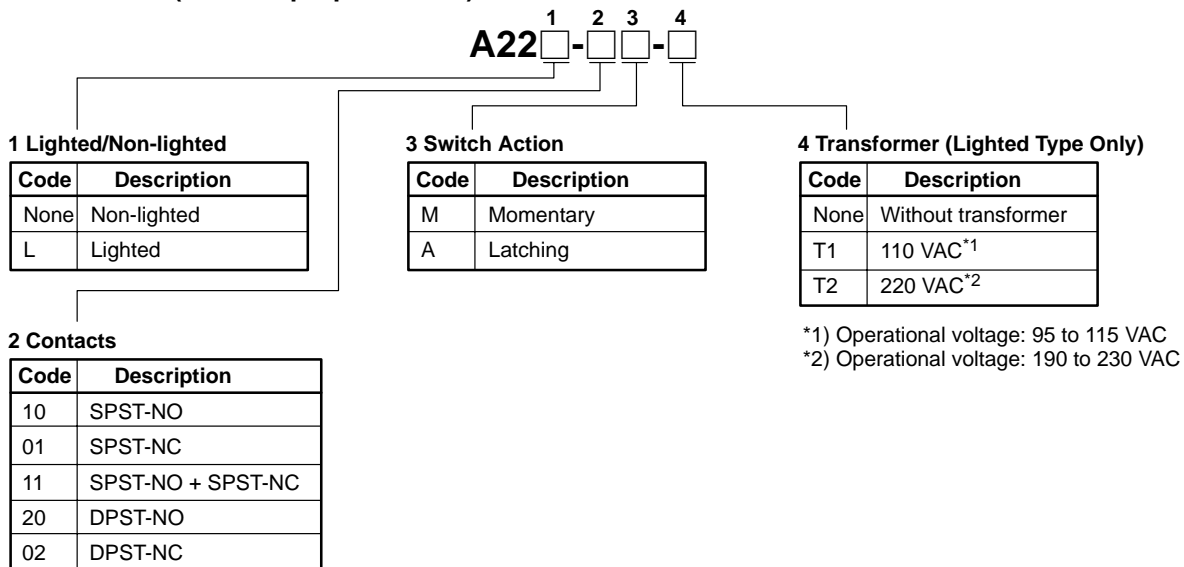 1 2 3 4
A22□-□□-□
1 Lighted/Non-lighted
Code Description
None Non-lighted
L Lighted
3 Switch Action
Code Description
M Momentary
A Latching
4 Transformer (Lighted Type Only)
Code Description
None Without transformer
T1 110 VAC*1
T2 220 VAC*2
*1) Operational voltage: 95 to 115 VAC
*2) Operational voltage: 190 to 230 VAC
2 Contacts
Code Description
10 SPST-NO
01 SPST-NC
11 SPST-NO + SPST-NC
20 DPST-NO
02 DPST-NC